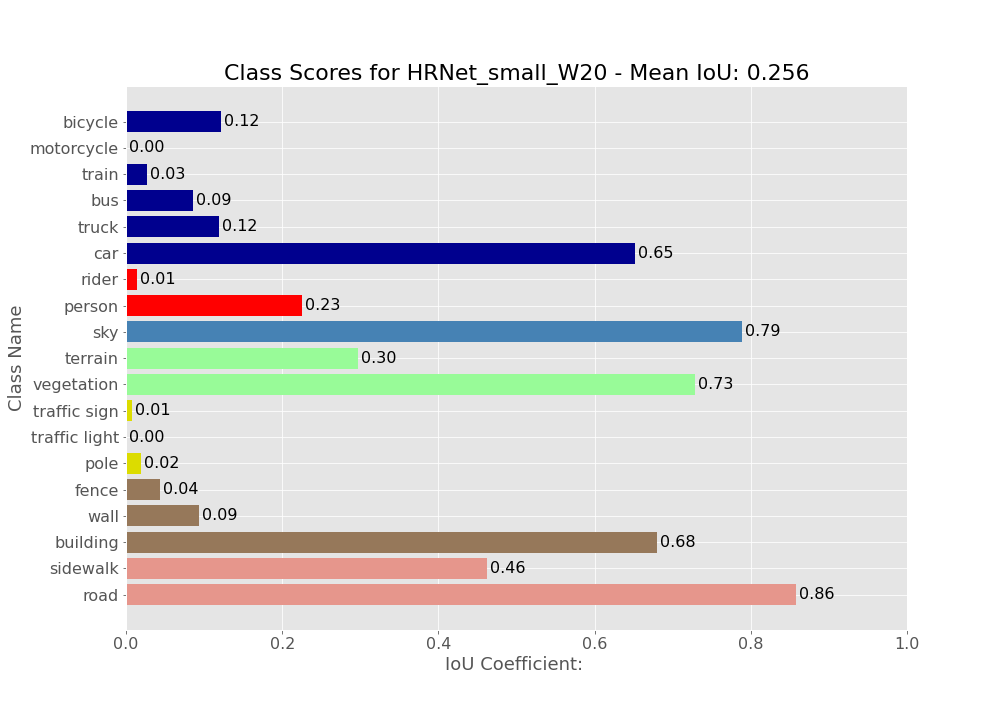 Class Scores for HRNet_small_W20 - Mean IoU: 0.256
Class Name
bicycle 0.12
motorcycle 0.00
train 0.03
bus 0.09
truck 0.12
car 0.65
rider 0.01
person 0.23
sky 0.79
terrain 0.30
vegetation 0.73
traffic sign 0.01
traffic light 0.00
pole 0.02
fence 0.04
wall 0.09
building 0.68
sidewalk 0.46
road 0.86
0.0 0.2 0.4 0.6 0.8 1.0
IoU Coefficient: